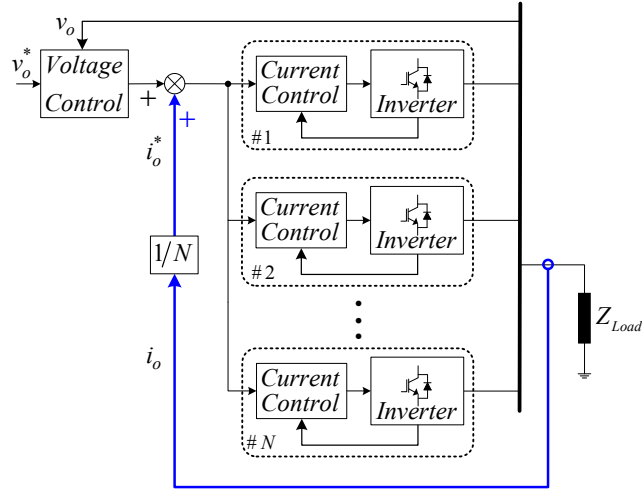 v_o
v_o^*
Voltage
Control
+
+
i_o^*
1/N
i_o
Current
Control
Inverter
#1
Current
Control
Inverter
#2
Current
Control
Inverter
#N
Z_Load